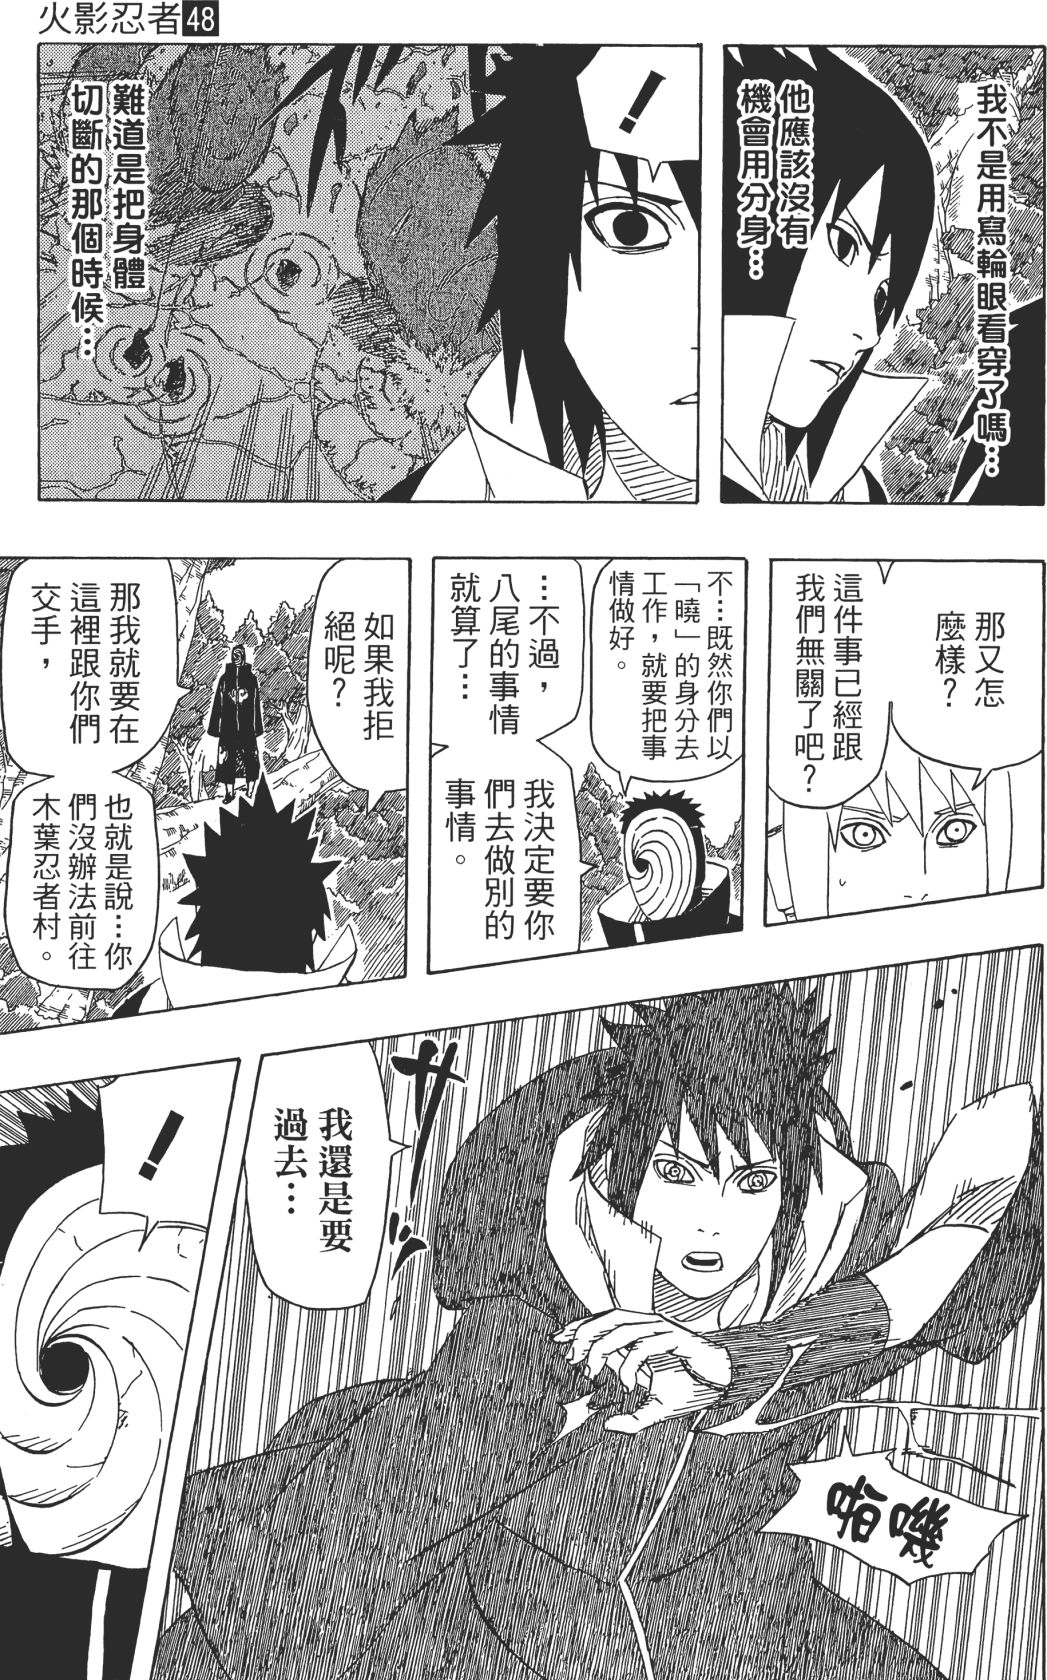 火影忍者48
我不是用寫輪眼看穿了嗎…
他應該沒有
機會用分身…
！
難道是把身體
切斷的那個時候…
那又怎
麼樣？
這件事已經跟
我們無關了吧？
不…既然你們以
「曉」的身分去
工作，就要把事
情做好。
…不過，
八尾的事情
就算了…
我決定要你
們去做別的
事情。
如果我拒
絕呢？
那我就要在
這裡跟你們
交手，
也就是說…你
們沒辦法前往
木葉忍者村。
ザッ
我還是要
過去…
嘰
啪
！